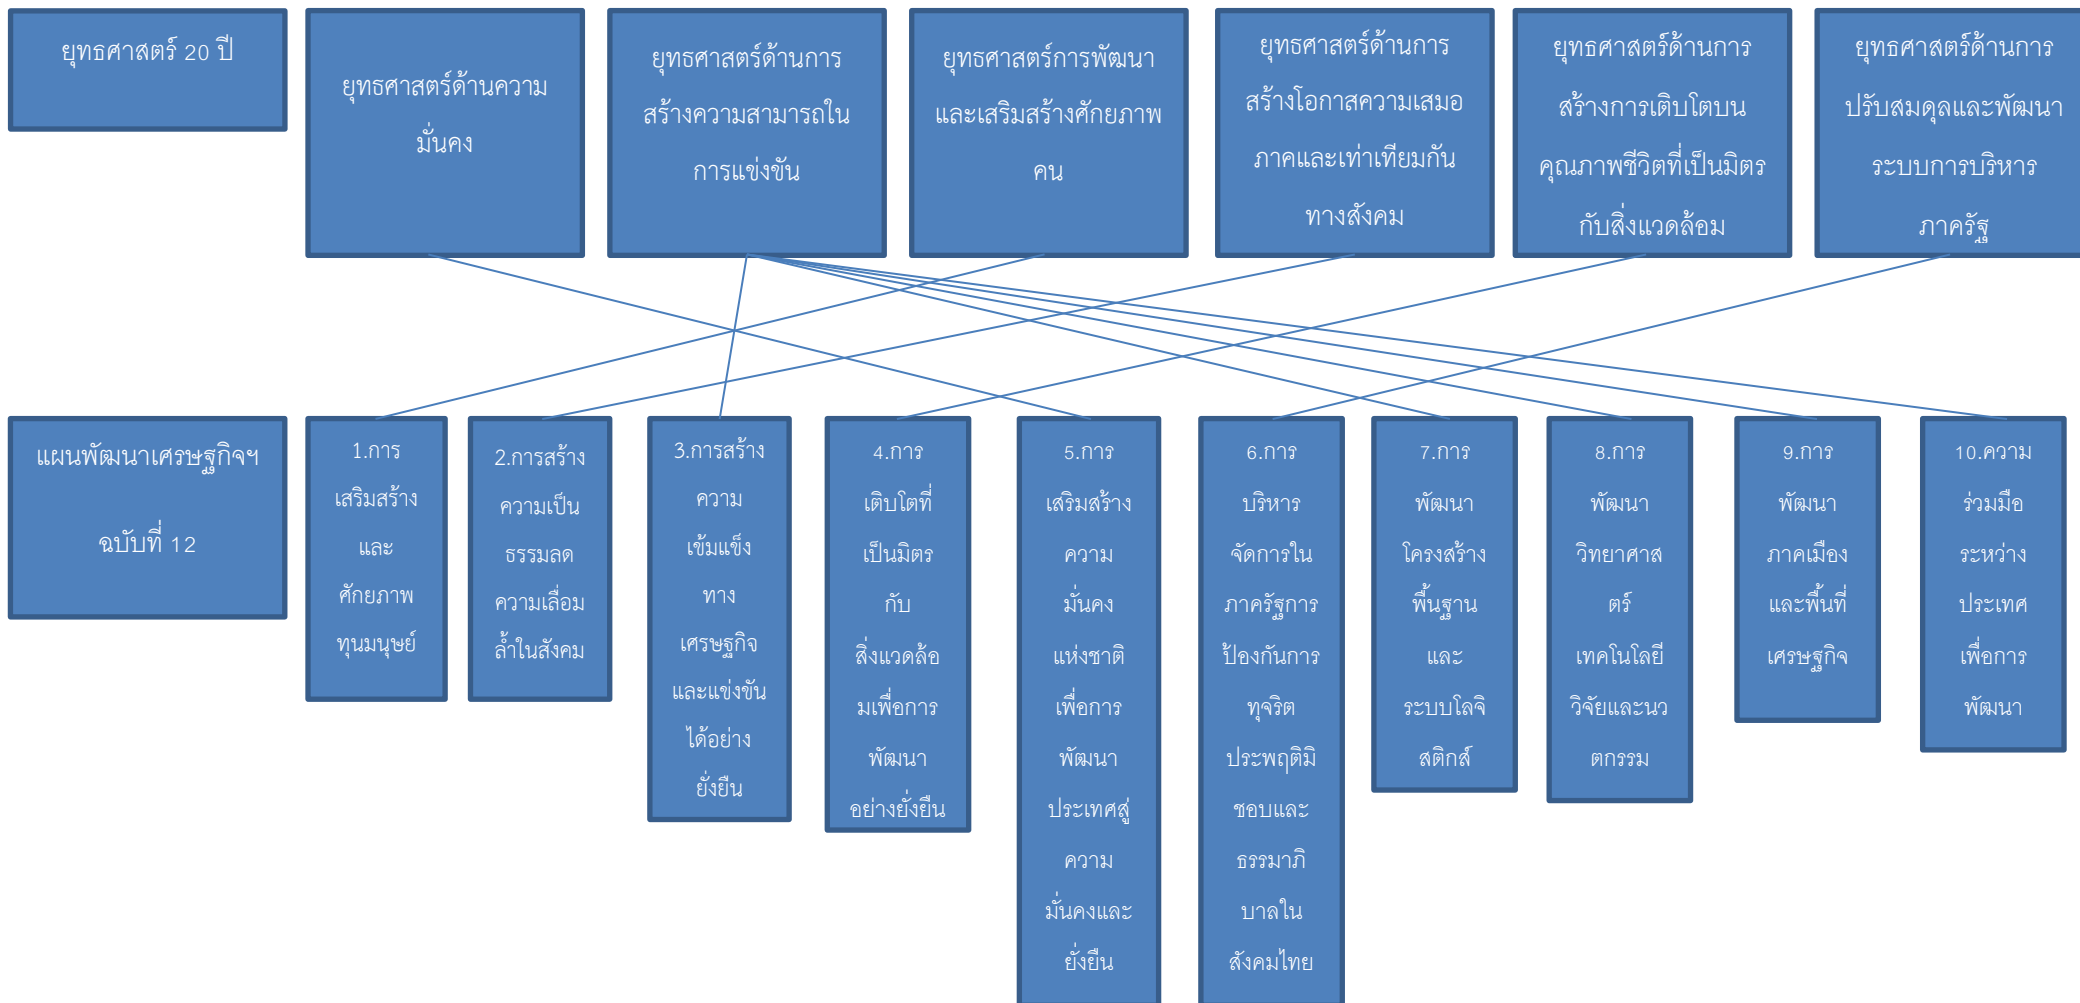 ยุทธศาสตร์ 20 ปี
ยุทธศาสตร์ด้านความ
มั่นคง
ยุทธศาสตร์ด้านการ
สร้างความสามารถใน
การแข่งขัน
ยุทธศาสตร์การพัฒนา
และเสริมสร้างศักยภาพ
คน
ยุทธศาสตร์ด้านการ
สร้างโอกาสความเสมอ
ภาคและเท่าเทียมกัน
ทางสังคม
ยุทธศาสตร์ด้านการ
สร้างการเติบโตบน
คุณภาพชีวิตที่เป็นมิตร
กับสิ่งแวดล้อม
ยุทธศาสตร์ด้านการ
ปรับสมดุลและพัฒนา
ระบบการบริหาร
ภาครัฐ
แผนพัฒนาเศรษฐกิจฯ
ฉบับที่ 12
1.การ
เสริมสร้าง
และ
ศักยภาพ
ทุนมนุษย์
2.การสร้าง
ความเป็น
ธรรมลด
ความเลื่อม
ล้ำในสังคม
3.การสร้าง
ความ
เข้มแข็ง
ทาง
เศรษฐกิจ
และแข่งขัน
ได้อย่าง
ยั่งยืน
4.การ
เติบโตที่
เป็นมิตร
กับ
สิ่งแวดล้อ
มเพื่อการ
พัฒนา
อย่างยั่งยืน
5.การ
เสริมสร้าง
ความ
มั่นคง
แห่งชาติ
เพื่อการ
พัฒนา
ประเทศสู่
ความ
มั่นคงและ
ยั่งยืน
6.การ
บริหาร
จัดการใน
ภาครัฐการ
ป้องกันการ
ทุจริต
ประพฤติมิ
ชอบและ
ธรรมาภิ
บาลใน
สังคมไทย
7.การ
พัฒนา
โครงสร้าง
พื้นฐาน
และ
ระบบโลจิ
สติกส์
8.การ
พัฒนา
วิทยาศาส
ตร์
เทคโนโลยี
วิจัยและนว
ตกรรม
9.การ
พัฒนา
ภาคเมือง
และพื้นที่
เศรษฐกิจ
10.ความ
ร่วมมือ
ระหว่าง
ประเทศ
เพื่อการ
พัฒนา